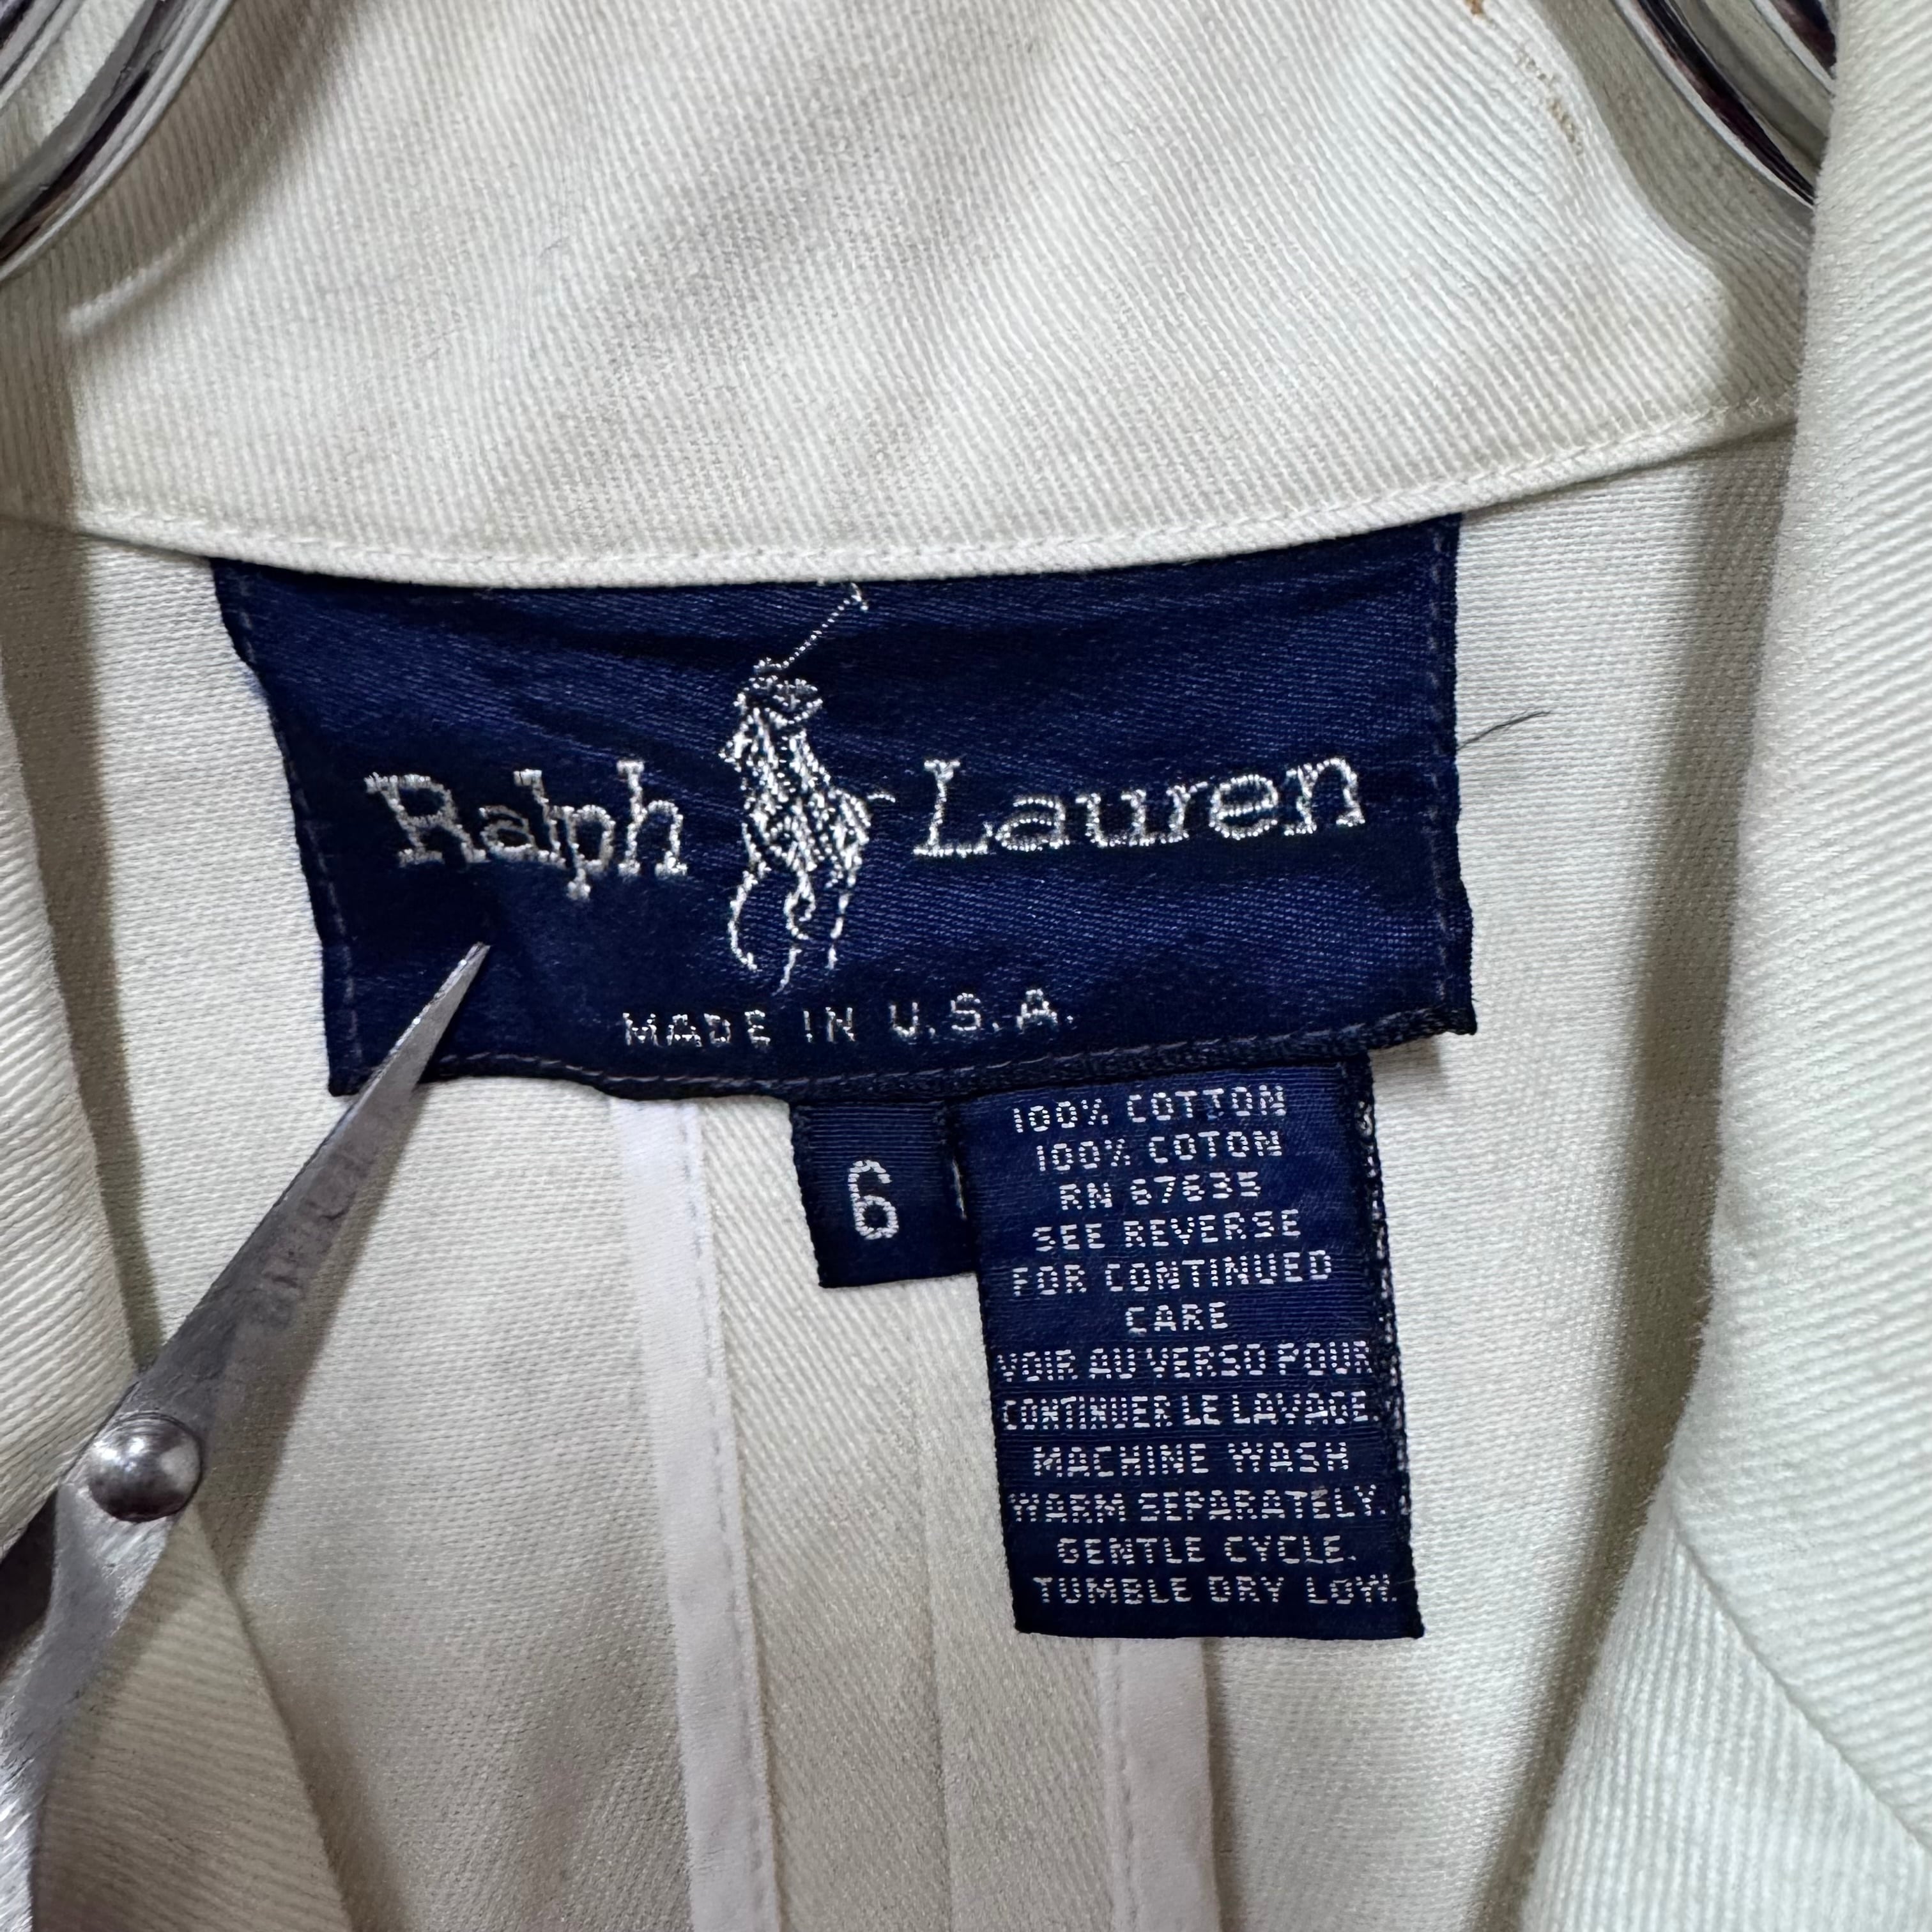 Ralph Lauren
MADE IN U.S.A.
6
100% COTTON
100% COTON
RN 67635
SEE REVERSE
FOR CONTINUED
CARE
VOIR AU VERSO POUR
CONTINUER LE LAVAGE.
MACHINE WASH
WARM SEPARATELY.
GENTLE CYCLE.
TUMBLE DRY LOW.